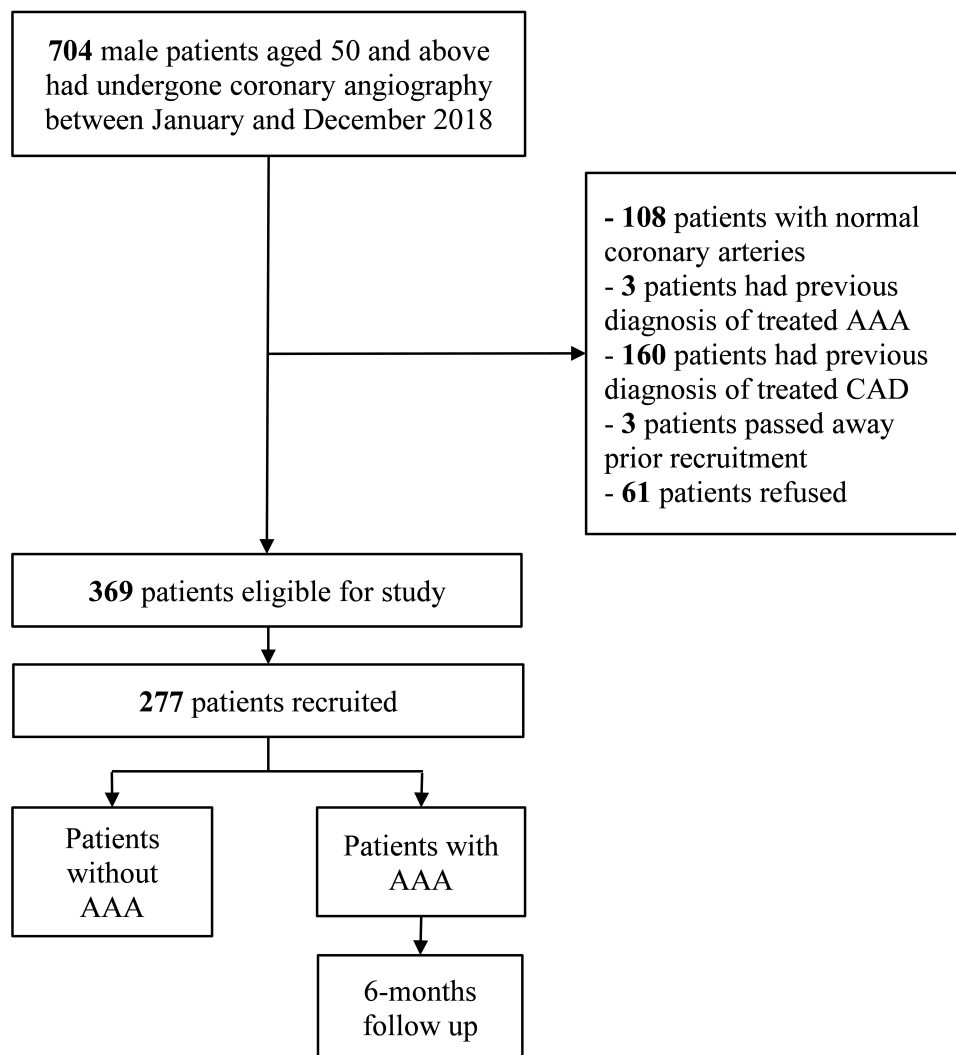 704 male patients aged 50 and above
had undergone coronary angiography
between January and December 2018
- 108 patients with normal
coronary arteries
- 3 patients had previous
diagnosis of treated AAA
- 160 patients had previous
diagnosis of treated CAD
- 3 patients passed away
prior recruitment
- 61 patients refused
369 patients eligible for study
277 patients recruited
Patients
without
AAA
Patients with
AAA
6-months
follow up